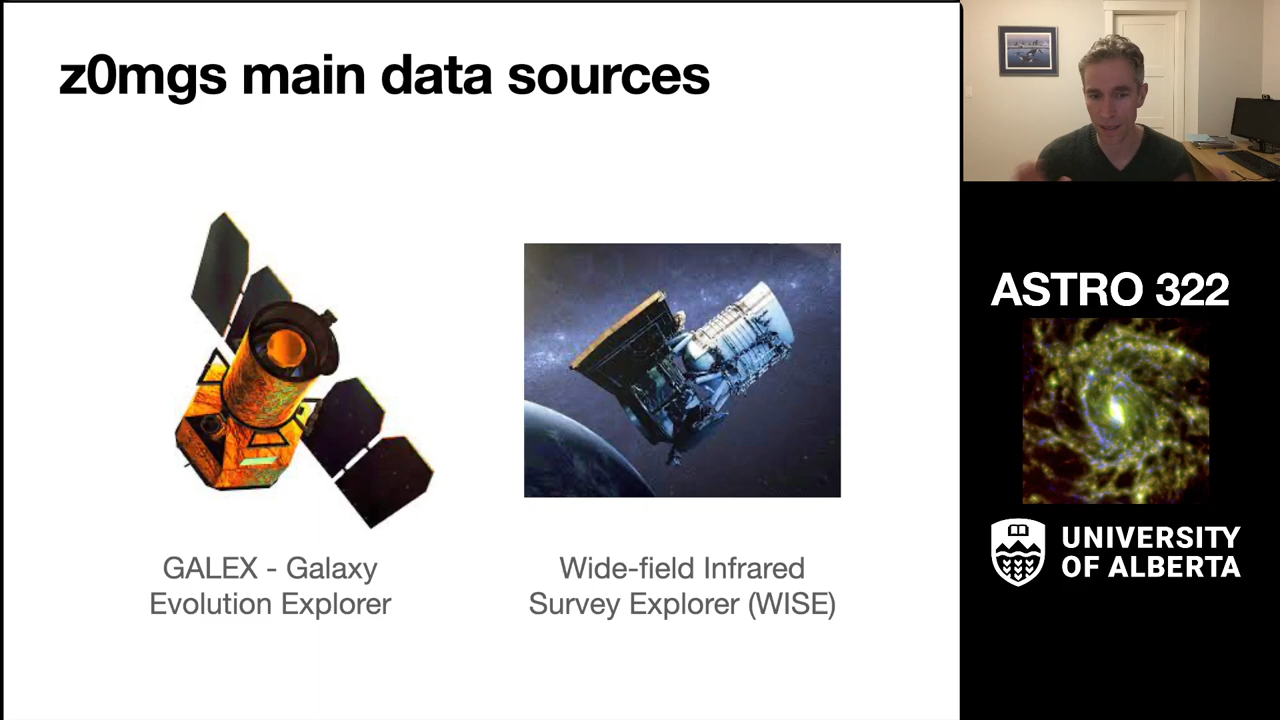 z0mgs main data sources
GALEX - Galaxy
Evolution Explorer
Wide-field Infrared
Survey Explorer (WISE)
ASTRO 322
UNIVERSITY
OF ALBERTA